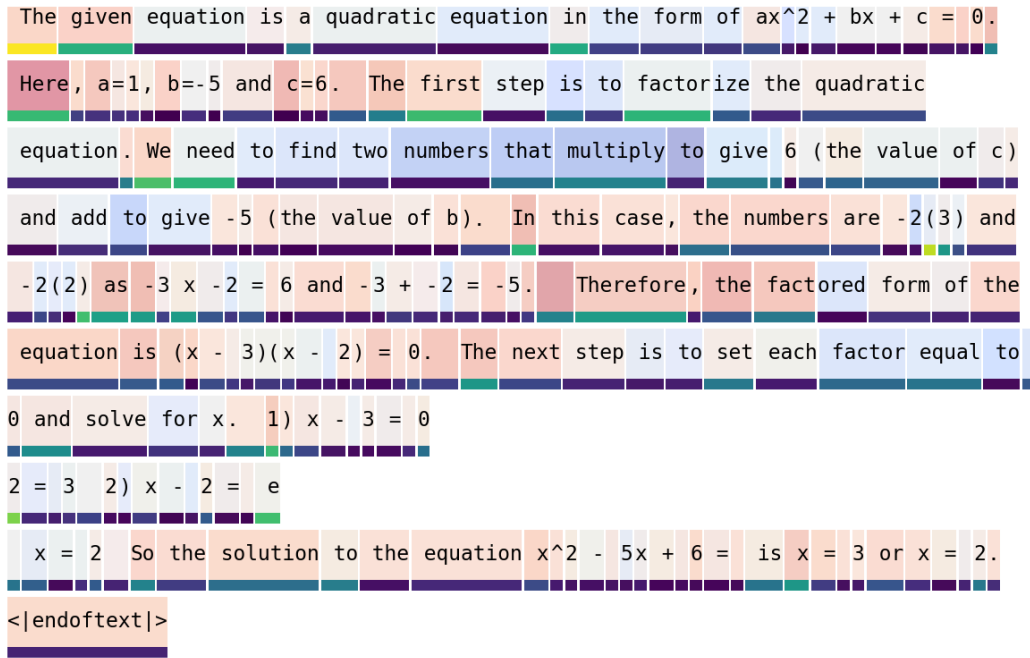 The given equation is a quadratic equation in the form of ax^2 + bx + c = 0.
Here, a=1, b=-5 and c=6. The first step is to factorize the quadratic
equation. We need to find two numbers that multiply to give 6 (the value of c)
and add to give -5 (the value of b). In this case, the numbers are -2(3) and
-2(2) as -3 x -2 = 6 and -3 + -2 = -5. Therefore, the factored form of the
equation is (x - 3)(x - 2) = 0. The next step is to set each factor equal to
0 and solve for x. 1) x - 3 = 0
2 = 3 2) x - 2 = e
x = 2 So the solution to the equation x^2 - 5x + 6 = is x = 3 or x = 2.
<|endoftext|>